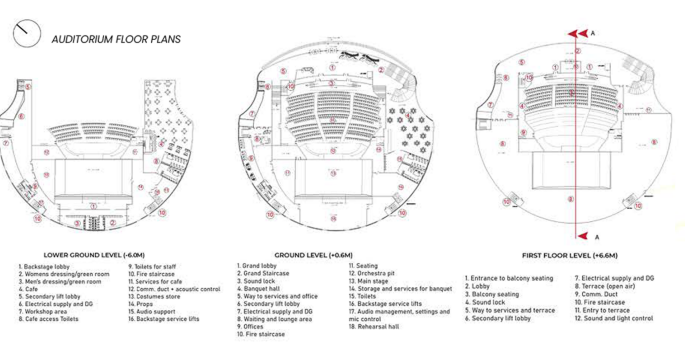 AUDITORIUM FLOOR PLANS
A
A
LOWER GROUND LEVEL (-6.0M)
1. Backstage lobby
2. Womens dressing/green room
3. Men's dressing/green room
4. Cafe
5. Secondary lift lobby
6. Electrical supply and DG
7. Workshop area
8. Cafe access Toilets
9. Toilets for staff
10. Fire staircase
11. Services for cafe
12. Comm. duct + acoustic control
13. Costumes store
14. Props
15. Audio support
16. Backstage service lifts
GROUND LEVEL (+0.6M)
1. Grand lobby
2. Grand Staircase
3. Sound lock
4. Banquet hall
5. Way to services and office
6. Secondary lift lobby
7. Electrical supply and DG
8. Waiting and lounge area
9. Offices
10. Fire staircase
11. Seating
12. Orchestra pit
13. Main stage
14. Storage and services for banquet
15. Toilets
16. Backstage service lifts
17. Audio management, settings and
mic control
18. Rehearsal hall
FIRST FLOOR LEVEL (+6.6M)
1. Entrance to balcony seating
2. Lobby
3. Balcony seating
4. Sound lock
5. Way to services and terrace
6. Secondary lift lobby
7. Electrical supply and DG
8. Terrace (open air)
9. Comm. Duct
10. Fire staircase
11. Entry to terrace
12. Sound and light control